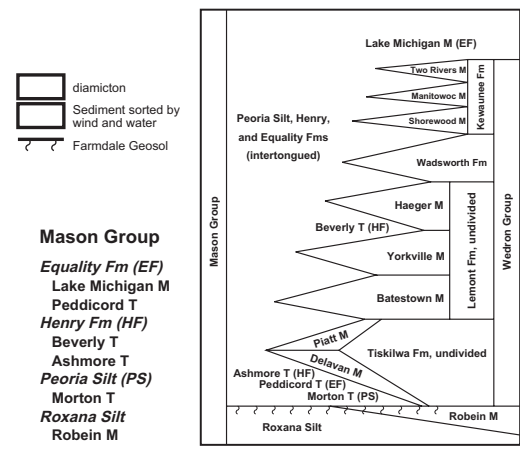 diamicton
Sediment sorted by
wind and water
Farmdale Geosol
Mason Group
Equality Fm (EF)
Lake Michigan M
Peddicord T
Henry Fm (HF)
Beverly T
Ashmore T
Peoria Silt (PS)
Morton T
Roxana Silt
Robein M
Mason Group
Lake Michigan M (EF)
Two Rivers M
Manitowoc M
Shorewood M
Kewaunee Fm
Peoria Silt, Henry,
and Equality Fms
(intertongued)
Wadsworth Fm
Haeger M
Beverly T (HF)
Yorkville M
Batestown M
Lemont Fm, undivided
Wedron Group
Piatt M
Delavan M
Tiskilwa Fm, undivided
Ashmore T (HF)
Peddicord T (EF)
Morton T (PS)
Robein M
Roxana Silt